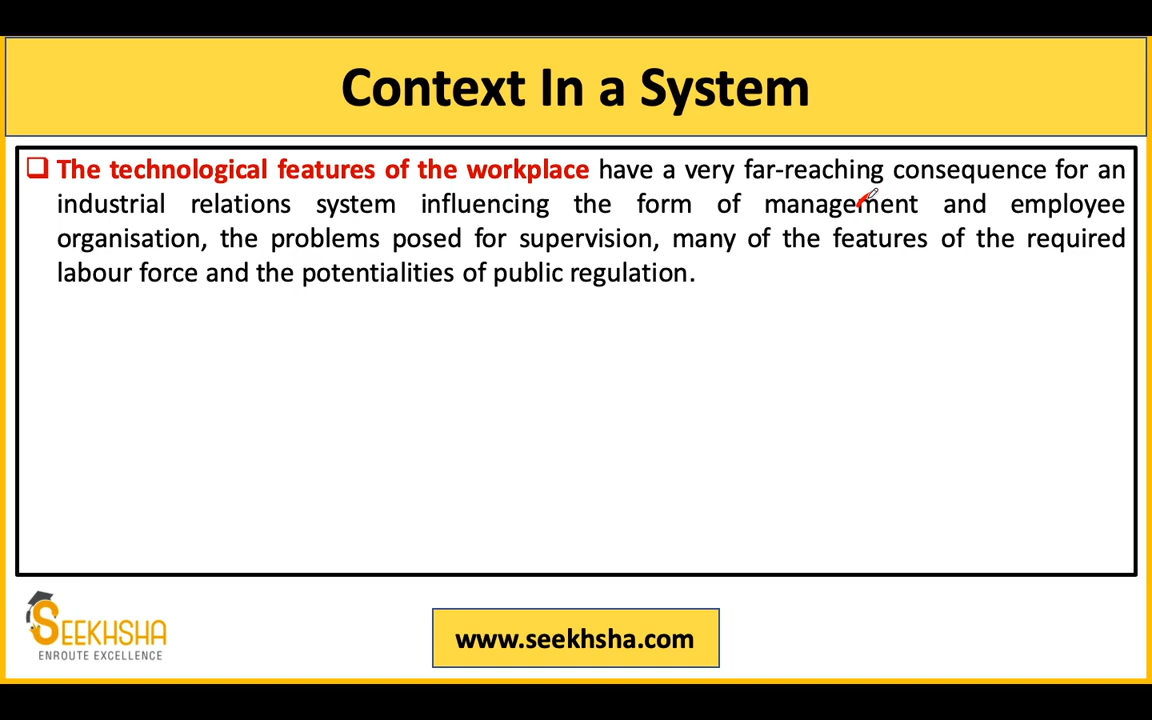 Context In a System
The technological features of the workplace have a very far-reaching consequence for an
industrial relations system influencing the form of management and employee
organisation, the problems posed for supervision, many of the features of the required
labour force and the potentialities of public regulation.
SEEKHSHA
ENROUTE EXCELLENCE
www.seekhsha.com